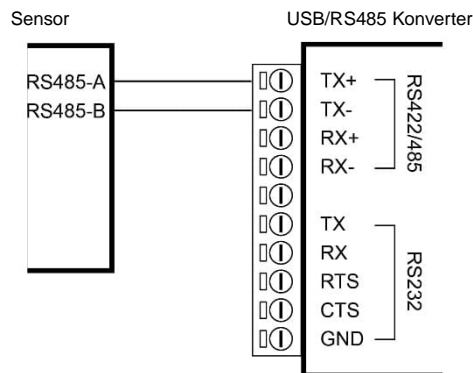 Sensor
USB/RS485 Konverter
RS485-A
RS485-B
TX+
TX-
RX+
RX-
RS422/485
TX
RX
RTS
CTS
GND
RS232